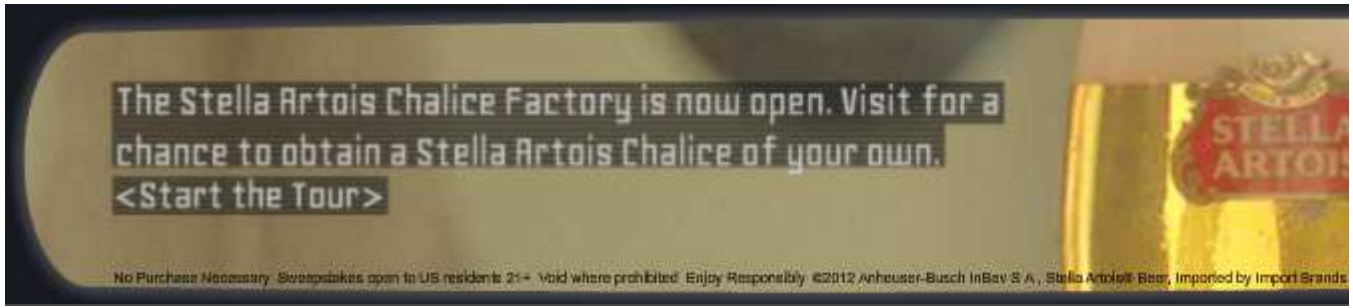 The Stella Artois Chalice Factory is now open. Visit for a
chance to obtain a Stella Artois Chalice of your own.
<Start the Tour>
STELLA
ARTOIS
No Purchase Necessary. Sweepstakes open to US residents 21+. Void where prohibited. Enjoy Responsibly. ©2012 Anheuser-Busch InBev S.A., Stella Artois® Beer, Imported by Import Brands